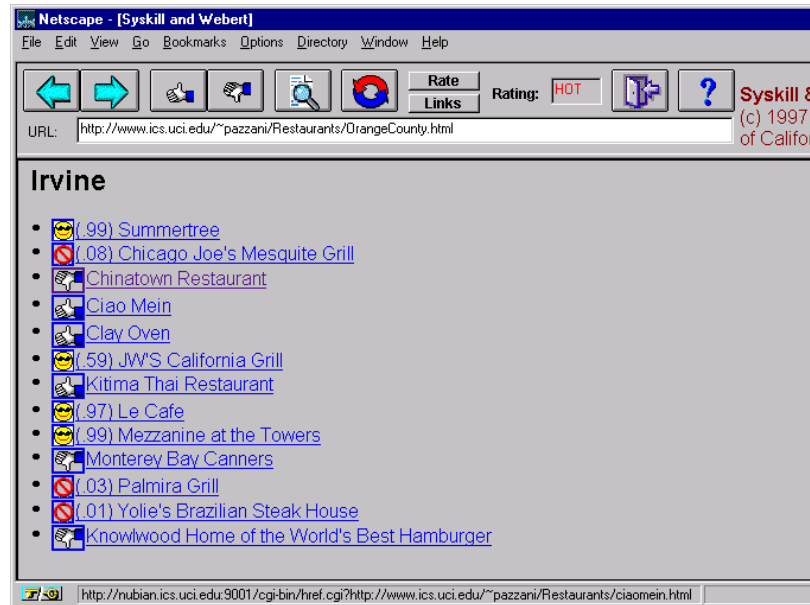 Netscape - [Syskill and Webert]
File Edit View Go Bookmarks Options Directory Window Help
Rate
Links
Rating: HOT
?
Syskill &
(c) 1997
of Califor
URL: http://www.ics.uci.edu/~pazzani/Restaurants/OrangeCounty.html
Irvine
(.99) Summertree
(.08) Chicago Joe's Mesquite Grill
Chinatown Restaurant
Ciao Mein
Clay Oven
(.59) JW'S California Grill
Kitima Thai Restaurant
(.97) Le Cafe
(.99) Mezzanine at the Towers
Monterey Bay Canners
(.03) Palmira Grill
(.01) Yolie's Brazilian Steak House
Knowlwood Home of the World's Best Hamburger
http://nubian.ics.uci.edu:9001/cgi-bin/href.cgi?http://www.ics.uci.edu/~pazzani/Restaurants/ciaomein.html